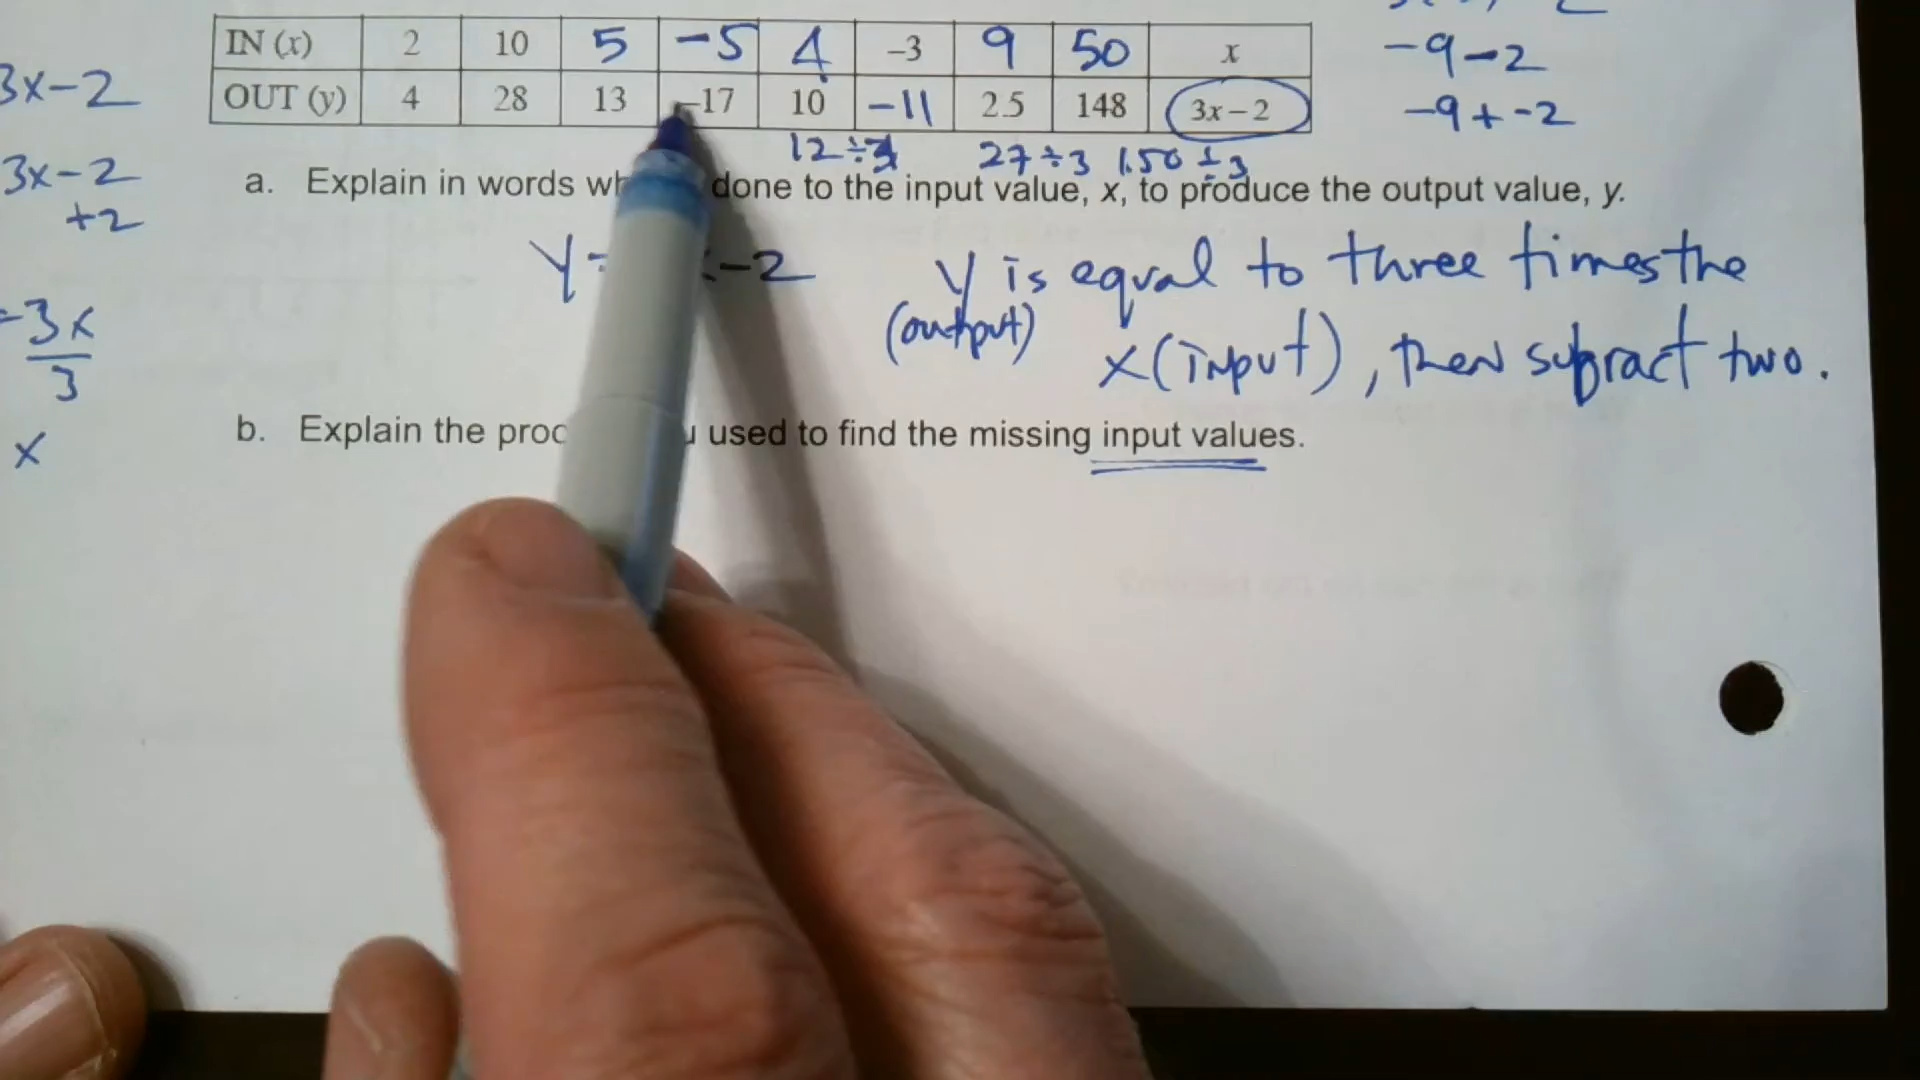 IN (x) 2 10 5 -5 4 -3 9 50 x
OUT (y) 4 28 13 -17 10 -11 25 148 3x-2
12÷3 27÷3 150÷3
3x-2
3x-2
+2
3x
3
x
-9-2
-9+-2
a. Explain in words done to the input value, x, to produce the output value, y.
y= -2
y is equal to three times the
(output) x(input), then subtract two.
b. Explain the used to find the missing input values.